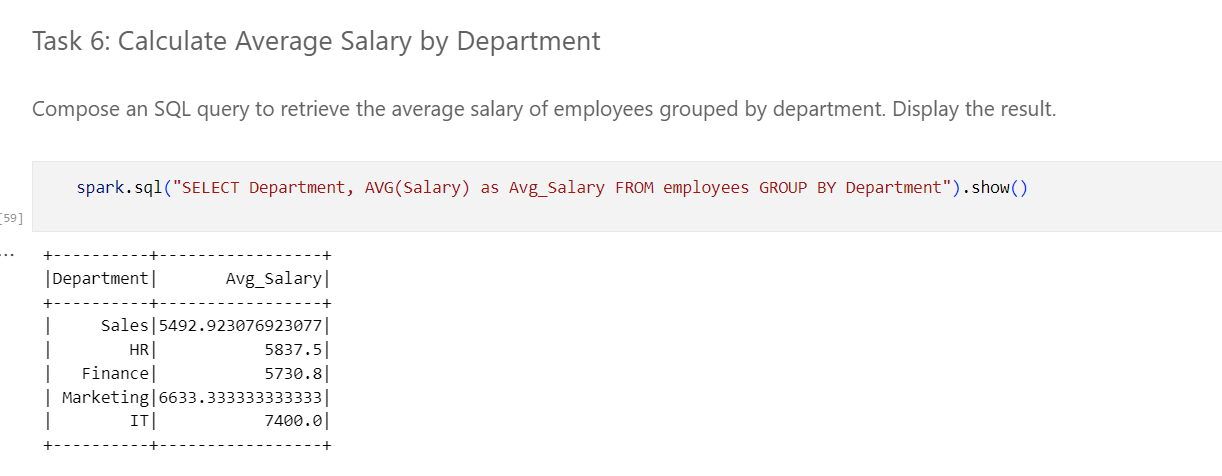 Task 6: Calculate Average Salary by Department
Compose an SQL query to retrieve the average salary of employees grouped by department. Display the result.
spark.sql("SELECT Department, AVG(Salary) as Avg_Salary FROM employees GROUP BY Department").show()
[59]
...
+----------+-----------------+
|Department|       Avg_Salary|
+----------+-----------------+
|     Sales|5492.923076923077|
|        HR|           5837.5|
|   Finance|           5730.8|
| Marketing|6633.333333333333|
|        IT|           7400.0|
+----------+-----------------+